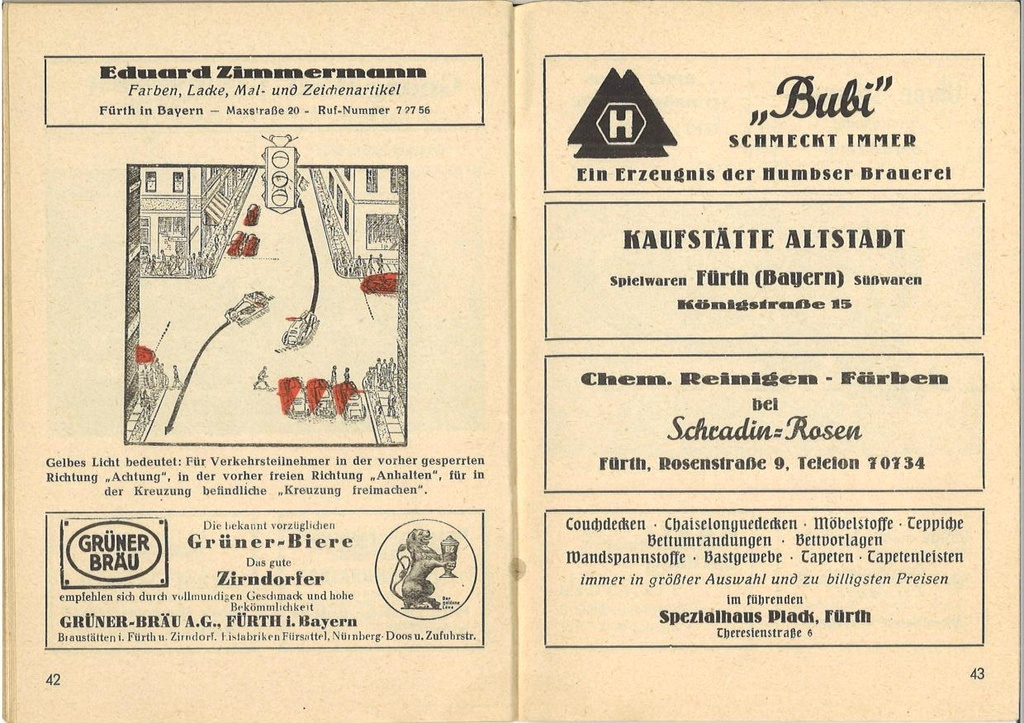 Eduard Zimmermann
Farben, Lacke, Mal- und Zeichenartikel
Fürth in Bayern — Maxstraße 20 - Ruf-Nummer 7 27 56
Gelbes Licht bedeutet: Für Verkehrsteilnehmer in der vorher gesperrten
Richtung „Achtung", in der vorher freien Richtung „Anhalten", für in
der Kreuzung befindliche „Kreuzung freimachen".
GRÜNER
BRÄU
Die bekannt vorzüglichen
Grüner-Biere
Das gute
Zirndorfer
empfehlen sich durch vollmundigen Geschmack und hohe
Bekömmlichkeit
GRÜNER-BRÄU A.G., FÜRTH i. Bayern
Braustätten i. Fürth u. Zirndorf. Eisfabriken Fürsattel, Nürnberg-Doos u. Zufuhrstr.
Der
goldene
Löwe
42
H
„Bubi"
SCHMECKT IMMER
Ein Erzeugnis der Humbser Brauerei
KAUFSTÄTTE ALTSTADT
Spielwaren Fürth (Bayern) Süßwaren
Königstraße 15
Chem. Reinigen - Färben
bei
Schradin=Rosen
Fürth, Rosenstraße 9, Telefon 70734
Couchdecken · Chaiselonguedecken · Möbelstoffe · Teppiche
Bettumrandungen · Bettvorlagen
Wandspannstoffe · Bastgewebe · Tapeten · Tapetenleisten
immer in größter Auswahl und zu billigsten Preisen
im führenden
Spezialhaus Plack, Fürth
Theresienstraße 6
43